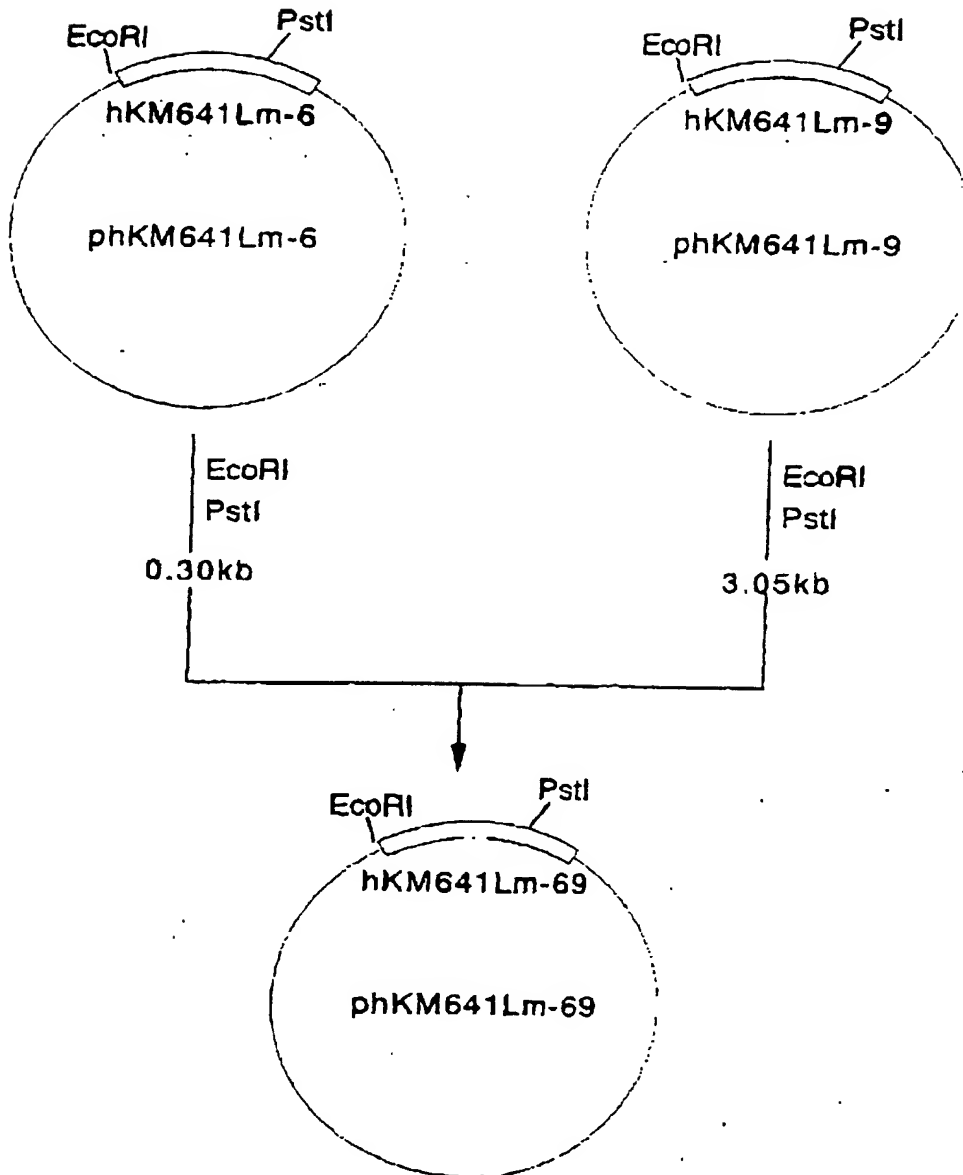 EcoRI
PstI
hKM641Lm-6
phKM641Lm-6
EcoRI
PstI
hKM641Lm-9
phKM641Lm-9
EcoRI
PstI
0.30kb
EcoRI
PstI
3.05kb
EcoRI
PstI
hKM641Lm-69
phKM641Lm-69